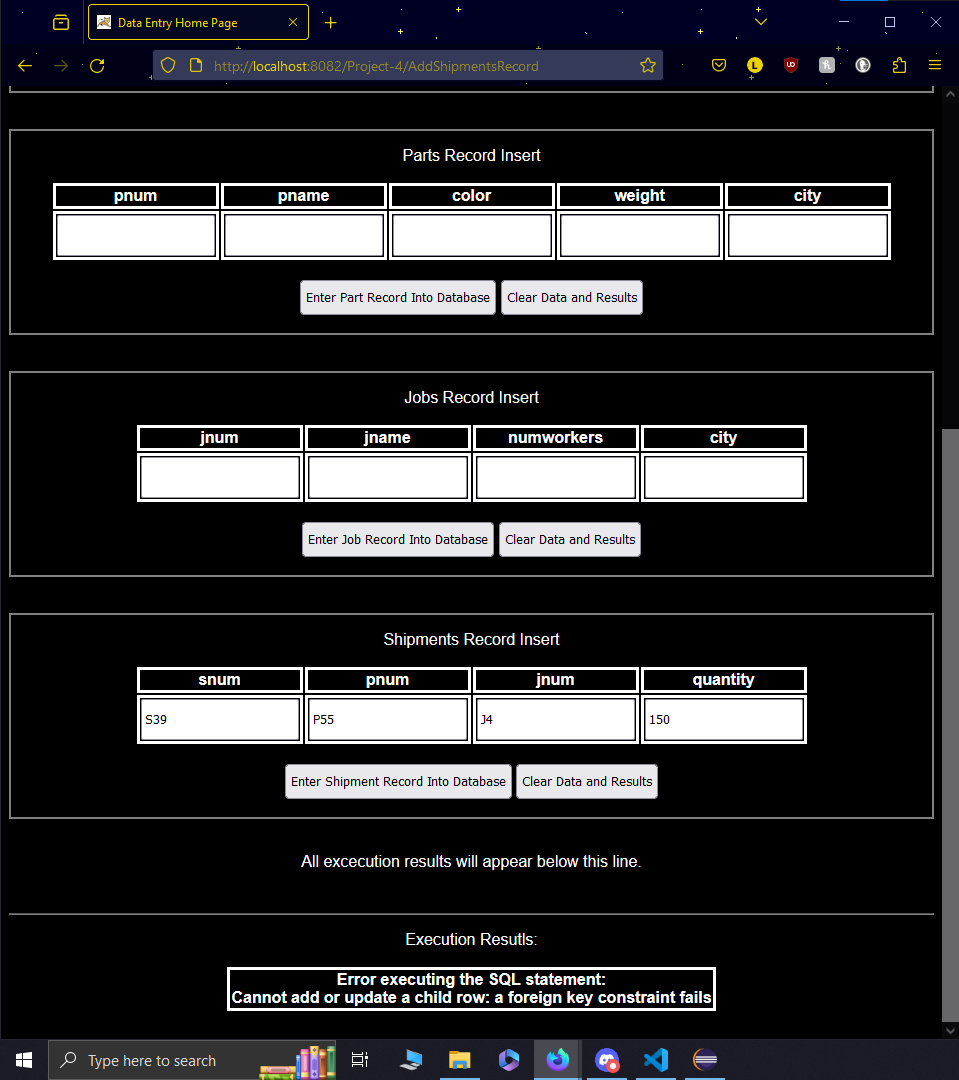 Data Entry Home Page
http://localhost:8082/Project-4/AddShipmentsRecord
L
UD
Parts Record Insert
pnum pname color weight city
Enter Part Record Into Database Clear Data and Results
Jobs Record Insert
jnum jname numworkers city
Enter Job Record Into Database Clear Data and Results
Shipments Record Insert
snum pnum jnum quantity
S39 P55 J4 150
Enter Shipment Record Into Database Clear Data and Results
All excecution results will appear below this line.
Execution Resutls:
Error executing the SQL statement:
Cannot add or update a child row: a foreign key constraint fails
Type here to search